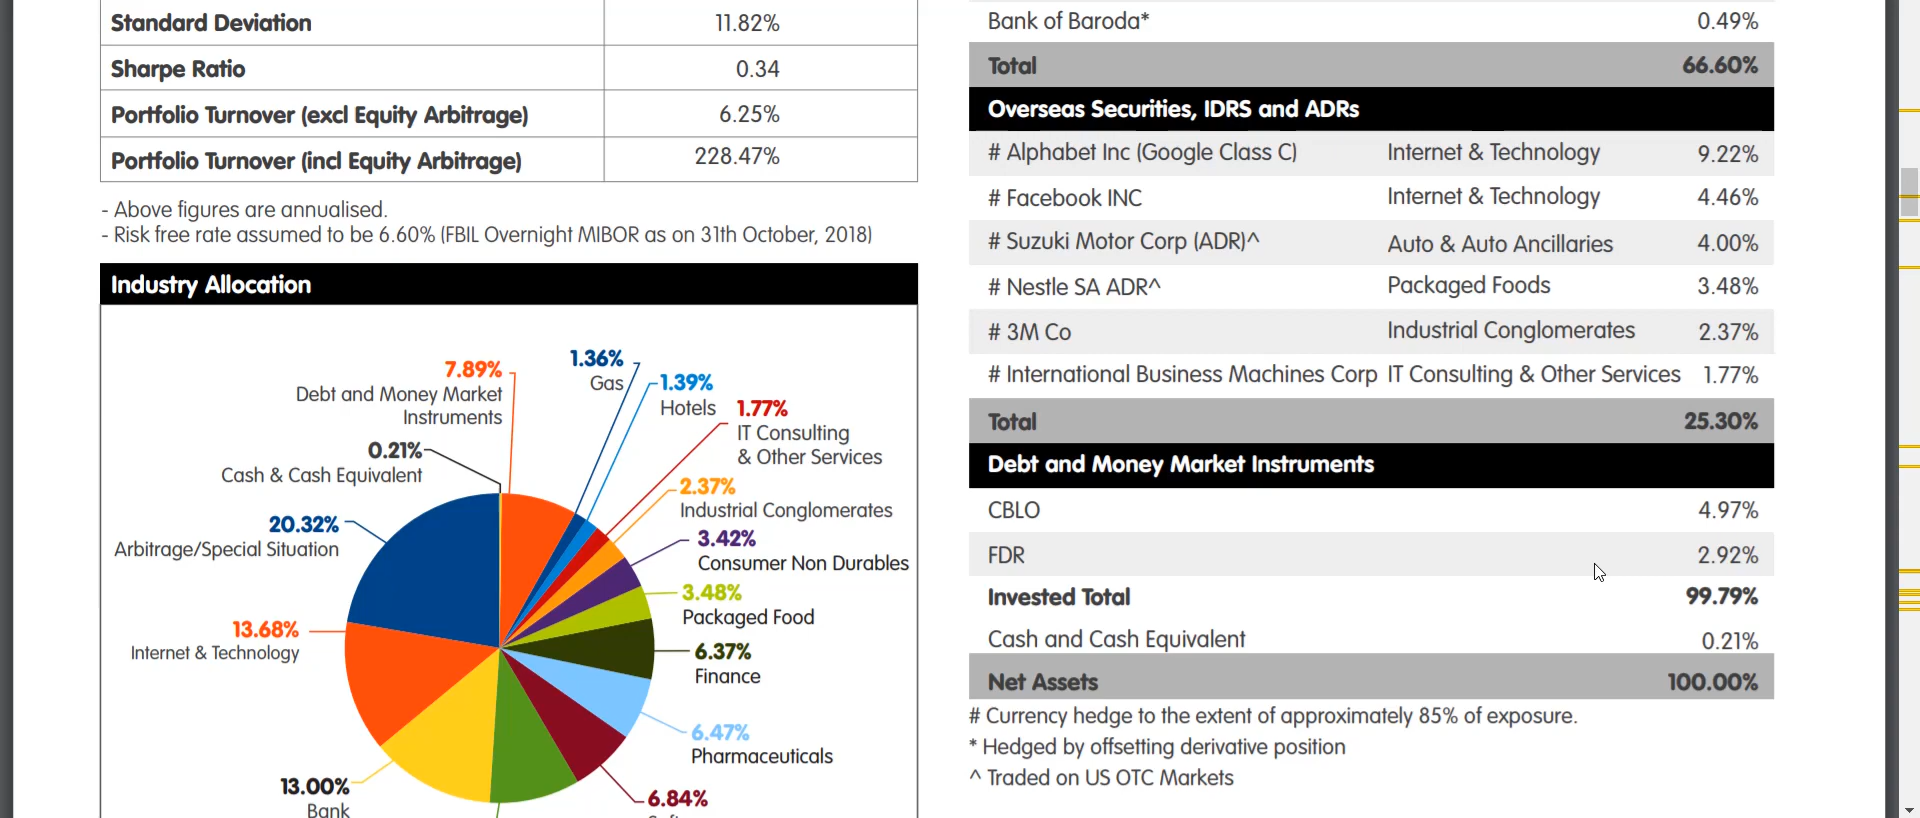 Standard Deviation 11.82%
Sharpe Ratio 0.34
Portfolio Turnover (excl Equity Arbitrage) 6.25%
Portfolio Turnover (incl Equity Arbitrage) 228.47%
- Above figures are annualised.
- Risk free rate assumed to be 6.60% (FBIL Overnight MIBOR as on 31th October, 2018)
Industry Allocation
7.89%
Debt and Money Market
Instruments
1.36%
Gas
1.39%
Hotels
1.77%
IT Consulting
& Other Services
0.21%
Cash & Cash Equivalent
2.37%
Industrial Conglomerates
20.32%
Arbitrage/Special Situation
3.42%
Consumer Non Durables
3.48%
Packaged Food
13.68%
Internet & Technology
6.37%
Finance
6.47%
Pharmaceuticals
13.00%
Bank
6.84%
Bank of Baroda* 0.49%
Total 66.60%
Overseas Securities, IDRS and ADRs
# Alphabet Inc (Google Class C) Internet & Technology 9.22%
# Facebook INC Internet & Technology 4.46%
# Suzuki Motor Corp (ADR)^ Auto & Auto Ancillaries 4.00%
# Nestle SA ADR^ Packaged Foods 3.48%
# 3M Co Industrial Conglomerates 2.37%
# International Business Machines Corp IT Consulting & Other Services 1.77%
Total 25.30%
Debt and Money Market Instruments
CBLO 4.97%
FDR 2.92%
Invested Total 99.79%
Cash and Cash Equivalent 0.21%
Net Assets 100.00%
# Currency hedge to the extent of approximately 85% of exposure.
* Hedged by offsetting derivative position
^ Traded on US OTC Markets